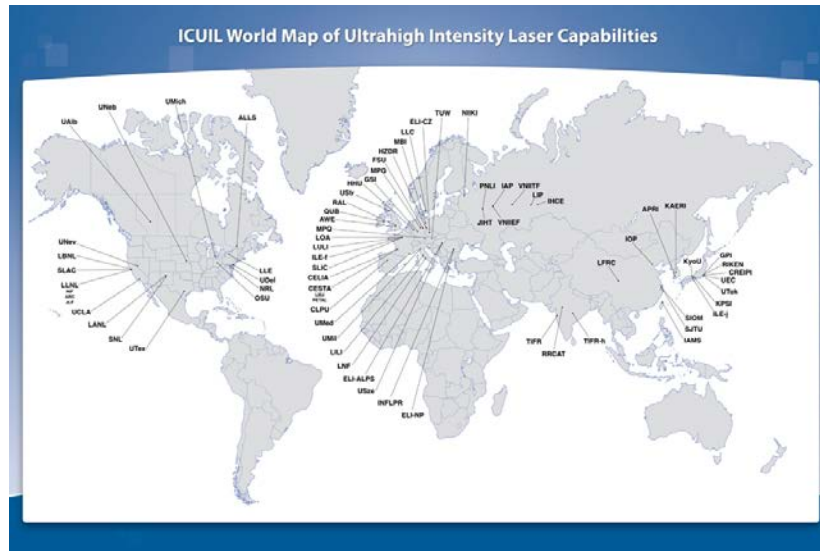 ICUIL World Map of Ultrahigh Intensity Laser Capabilities
UAlb
UNeb
UMich
ALLS
UNev
LBNL
SLAC
LLNL
UCLA
LANL
SNL
UTex
LLE
UDel
NRL
OSU
TUW
NIIKI
ELI-CZ
LLC
MBI
HZDR
FSU
MPG
GSI
HHU
UStr
RAL
QUB
AWE
MPQ
LOA
LULI
ILE-f
SLIC
CELIA
CESTA
CLPU
UMed
UMil
LILI
LNF
ELI-ALPS
USze
INFLPR
ELI-NP
PNLI
IAP
VNIITF
LIP
IHCE
JIHT
VNIIEF
APRI
KAERI
IOP
LFRC
KyoU
GPI
RIKEN
CREIPI
UEC
UTok
KPSI
ILE-j
SIOM
SJTU
IAMS
TIFR
RRCAT
TIFR-h